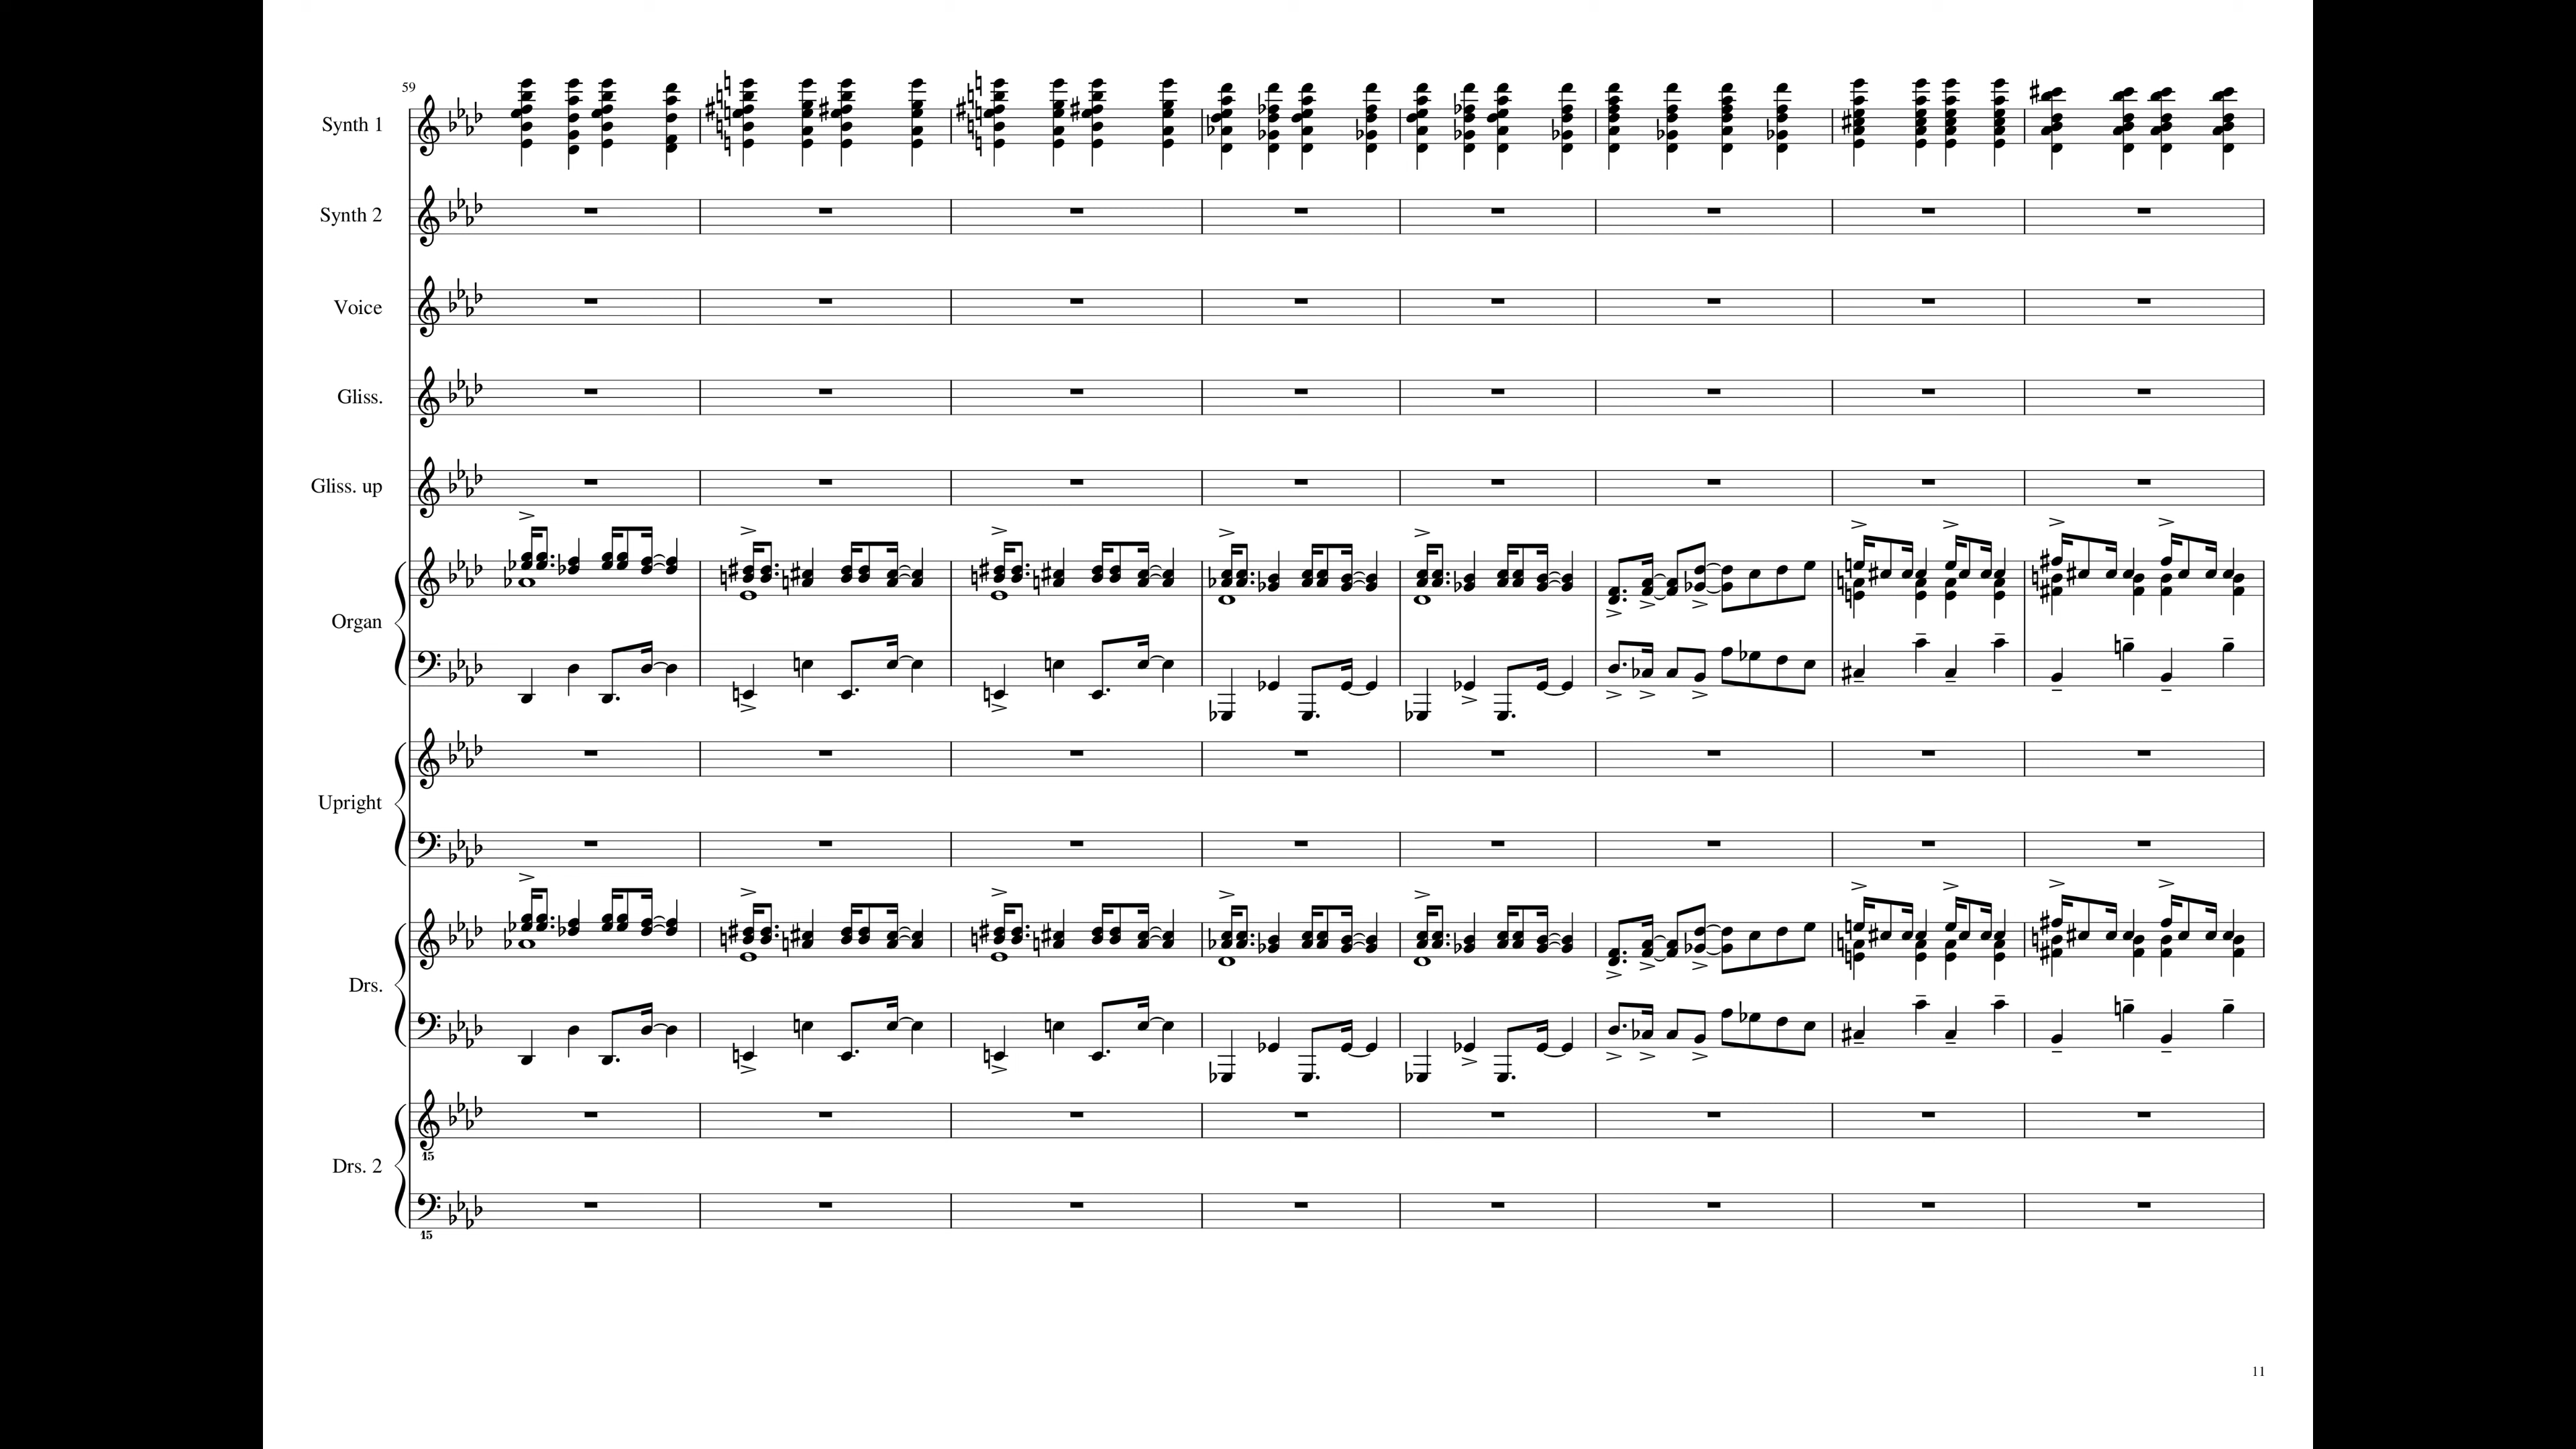 59
Synth 1
Synth 2
Voice
Gliss.
Gliss. up
Organ
Upright
Drs.
15
Drs. 2
15
11